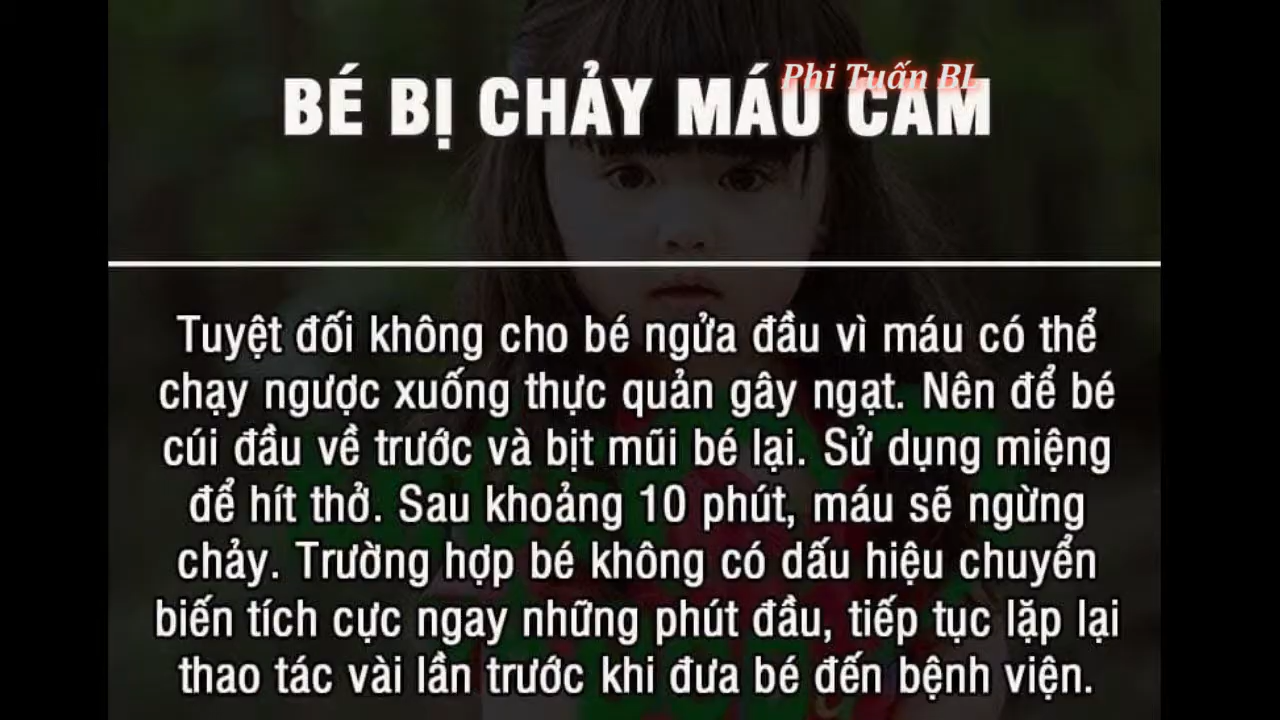 Phi Tuấn BL
BÉ BỊ CHẢY MÁU CAM
Tuyệt đối không cho bé ngửa đầu vì máu có thể
chạy ngược xuống thực quản gây ngạt. Nên để bé
cúi đầu về trước và bịt mũi bé lại. Sử dụng miệng
để hít thở. Sau khoảng 10 phút, máu sẽ ngừng
chảy. Trường hợp bé không có dấu hiệu chuyển
biến tích cực ngay những phút đầu, tiếp tục lặp lại
thao tác vài lần trước khi đưa bé đến bệnh viện.